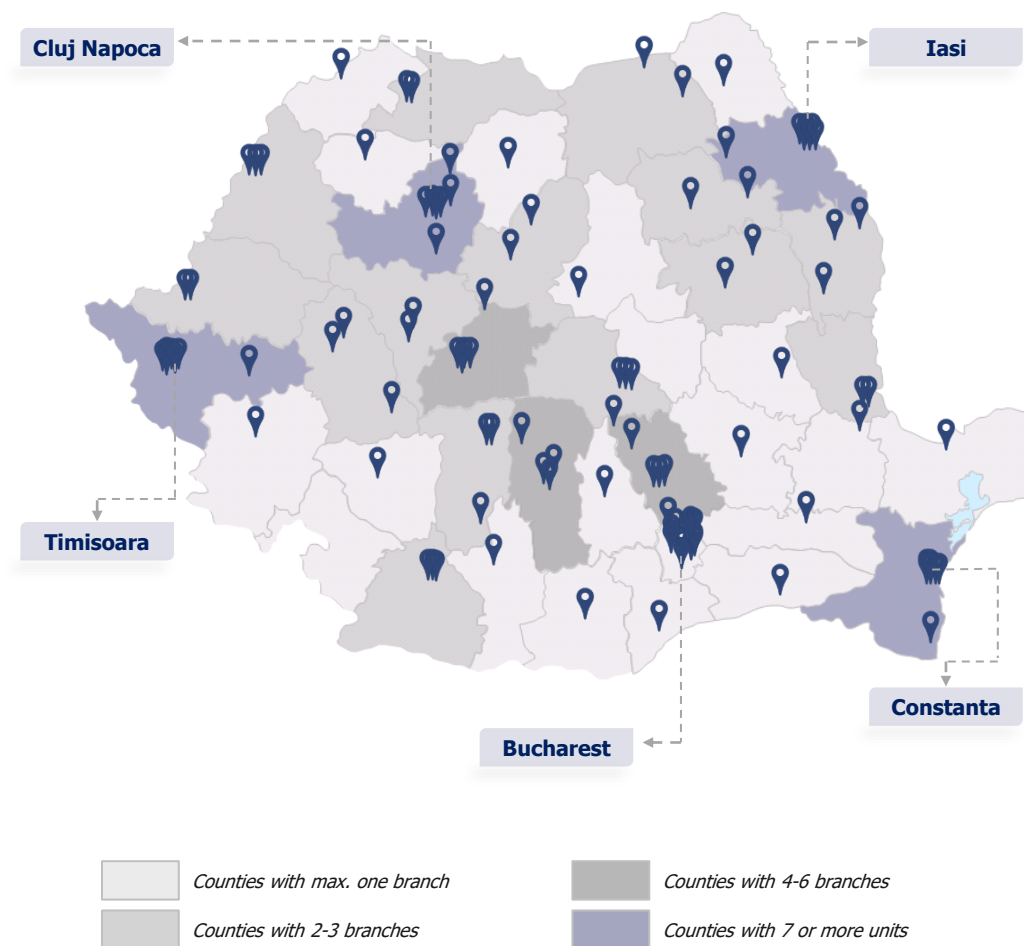 Cluj Napoca
Iasi
Timisoara
Constanta
Bucharest
Counties with max. one branch
Counties with 4-6 branches
Counties with 2-3 branches
Counties with 7 or more units